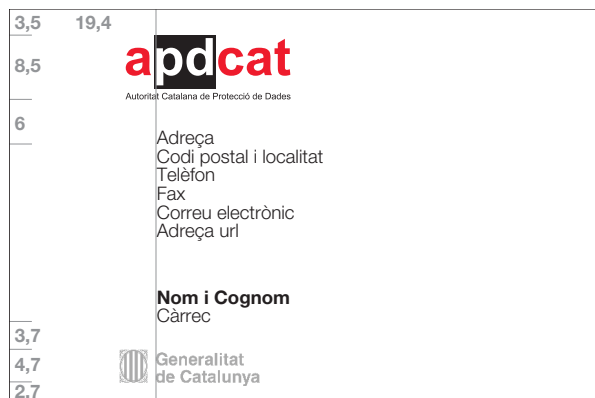 3,5 19,4
8,5
apdcat
Autoritat Catalana de Protecció de Dades
6
Adreça
Codi postal i localitat
Telèfon
Fax
Correu electrònic
Adreça url
Nom i Cognom
Càrrec
3,7
4,7
Generalitat
de Catalunya
2,7